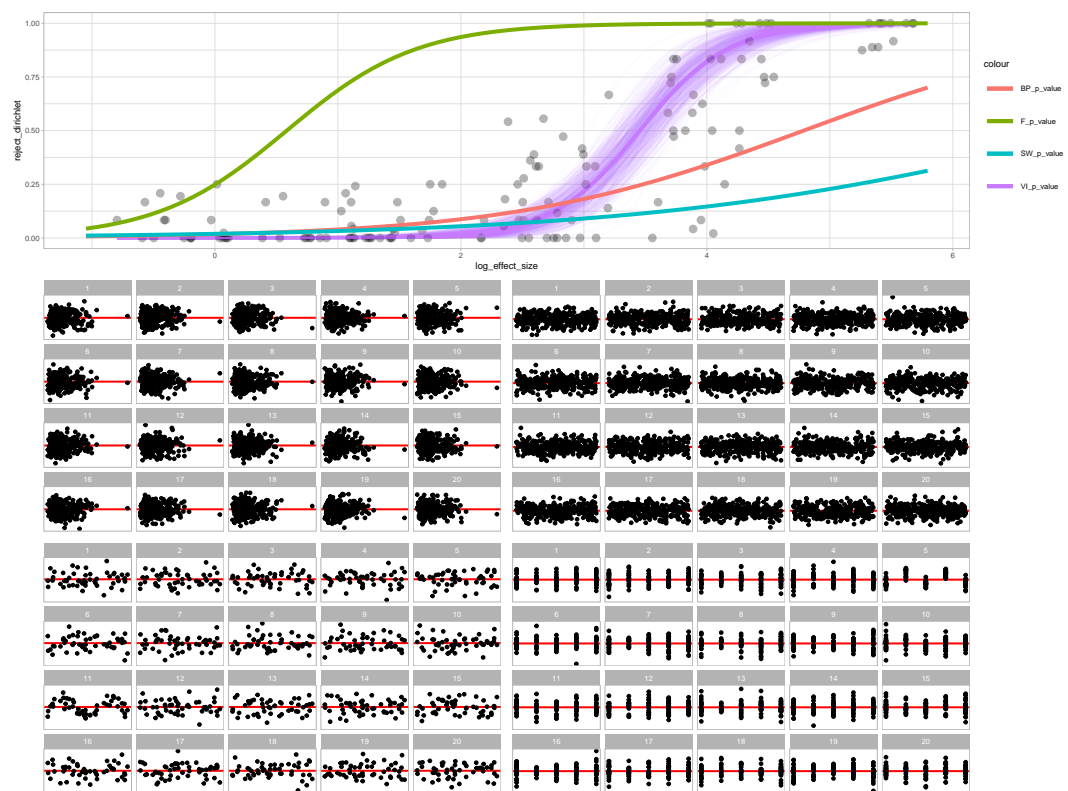 1.00
0.75
0.50
0.25
0.00
reject_dirichlet
0
2
4
6
log_effect_size
colour
BP_p_value
F_p_value
SW_p_value
VI_p_value
1 2 3 4 5 1 2 3 4 5
6 7 8 9 10 6 7 8 9 10
11 12 13 14 15 11 12 13 14 15
16 17 18 19 20 16 17 18 19 20
1 2 3 4 5 1 2 3 4 5
6 7 8 9 10 6 7 8 9 10
11 12 13 14 15 11 12 13 14 15
16 17 18 19 20 16 17 18 19 20